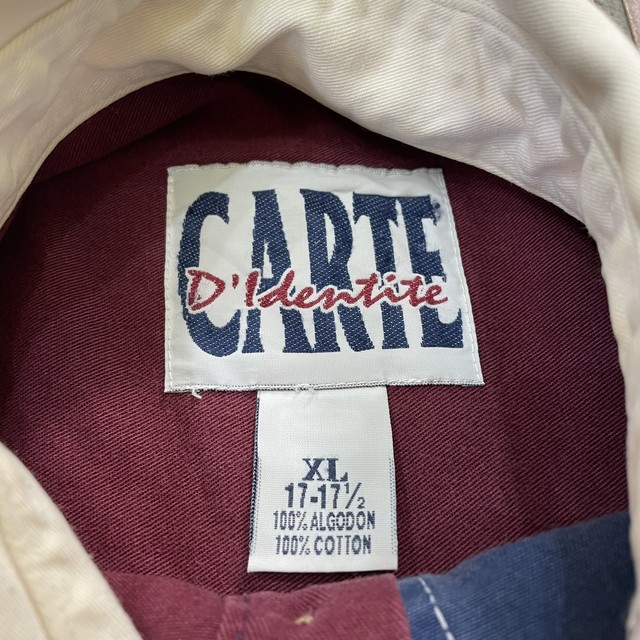 CARTE
D'Identite
XL
17-17½
100% ALGODON
100% COTTON